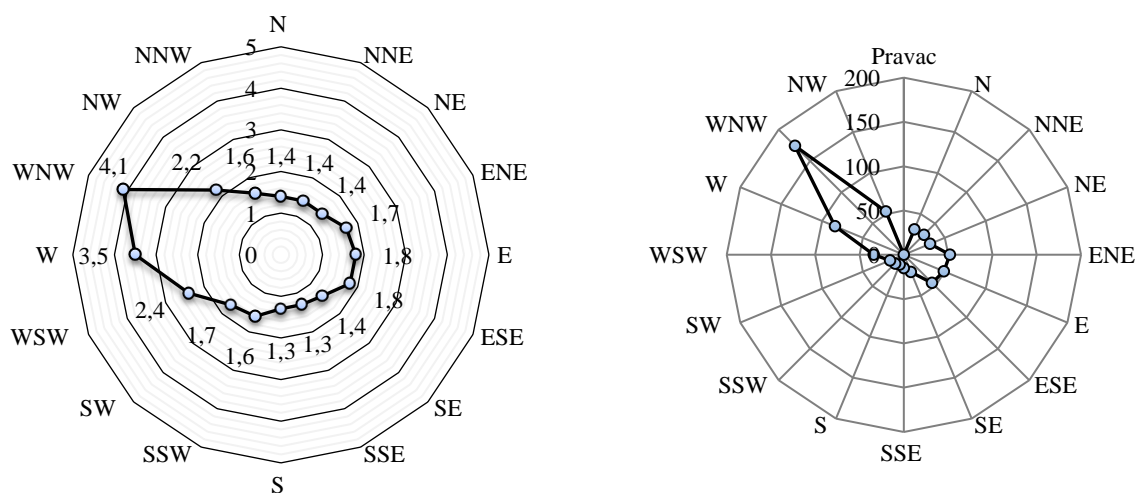 N
NNE
NE
ENE
E
ESE
SE
SSE
S
SSW
SW
WSW
W
WNW
NW
NNW
5
4
3
2
1
0
1,4
1,4
1,4
1,7
1,8
1,8
1,4
1,3
1,3
1,6
1,7
2,4
3,5
4,1
2,2
1,6
Pravac
N
NNE
NE
ENE
E
ESE
SE
SSE
S
SSW
SW
WSW
W
WNW
NW
200
150
100
50
0